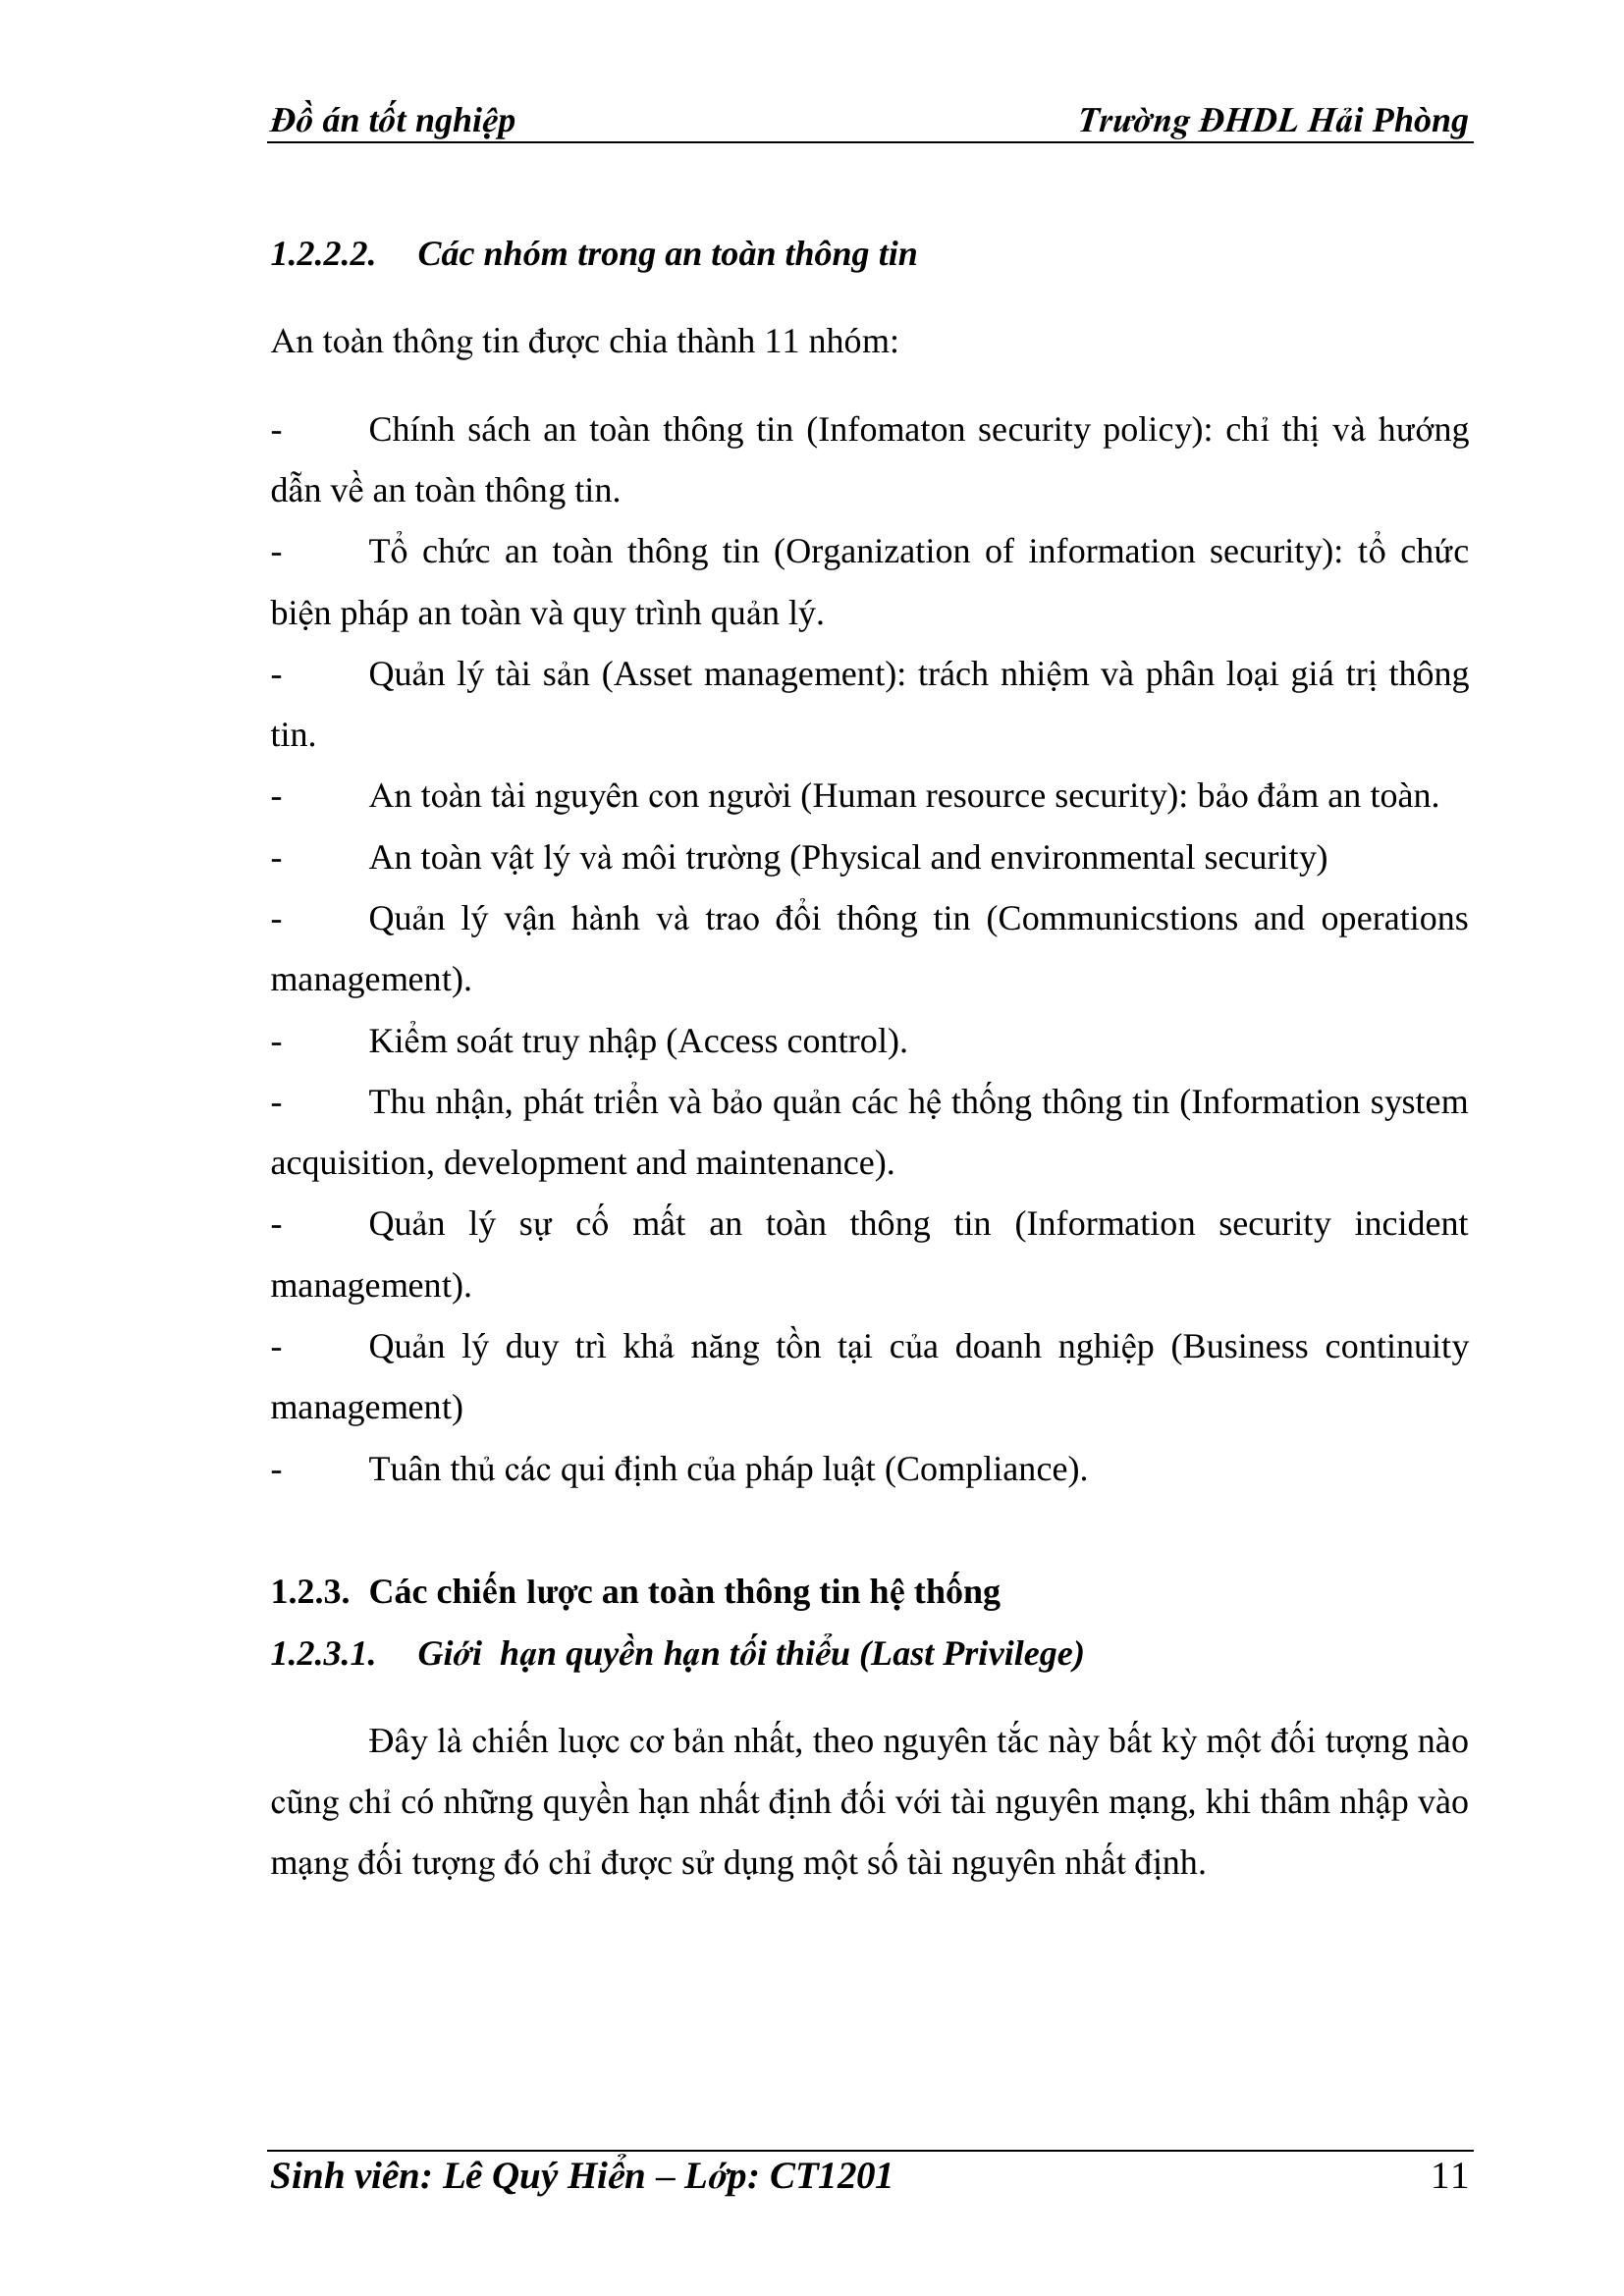 Đồ án tốt nghiệp Trường ĐHDL Hải Phòng
1.2.2.2. Các nhóm trong an toàn thông tin
An toàn thông tin được chia thành 11 nhóm:
- Chính sách an toàn thông tin (Infomaton security policy): chỉ thị và hướng
dẫn về an toàn thông tin.
- Tổ chức an toàn thông tin (Organization of information security): tổ chức
biện pháp an toàn và quy trình quản lý.
- Quản lý tài sản (Asset management): trách nhiệm và phân loại giá trị thông
tin.
- An toàn tài nguyên con người (Human resource security): bảo đảm an toàn.
- An toàn vật lý và môi trường (Physical and environmental security)
- Quản lý vận hành và trao đổi thông tin (Communicstions and operations
management).
- Kiểm soát truy nhập (Access control).
- Thu nhận, phát triển và bảo quản các hệ thống thông tin (Information system
acquisition, development and maintenance).
- Quản lý sự cố mất an toàn thông tin (Information security incident
management).
- Quản lý duy trì khả năng tồn tại của doanh nghiệp (Business continuity
management)
- Tuân thủ các qui định của pháp luật (Compliance).
1.2.3. Các chiến lược an toàn thông tin hệ thống
1.2.3.1. Giới hạn quyền hạn tối thiểu (Last Privilege)
Đây là chiến luợc cơ bản nhất, theo nguyên tắc này bất kỳ một đối tượng nào
cũng chỉ có những quyền hạn nhất định đối với tài nguyên mạng, khi thâm nhập vào
mạng đối tượng đó chỉ được sử dụng một số tài nguyên nhất định.
Sinh viên: Lê Quý Hiển – Lớp: CT1201 11